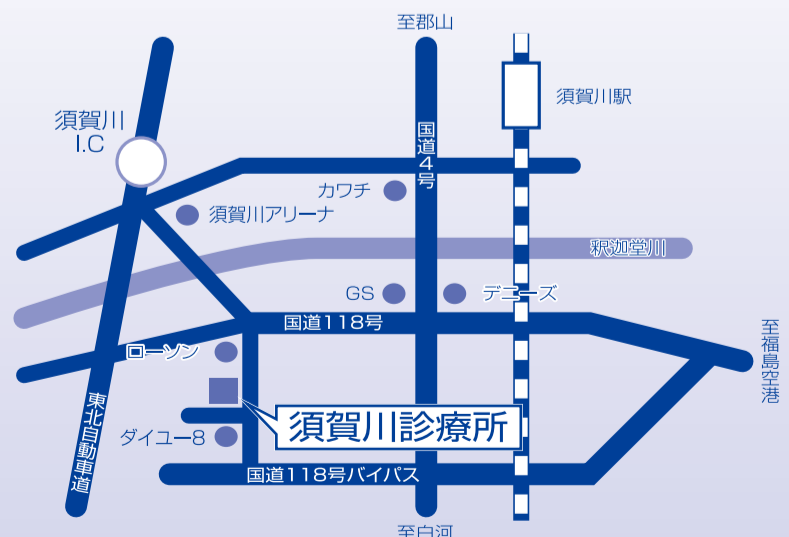 至郡山
須賀川駅
須賀川
I.C
国道4号
カワチ
須賀川アリーナ
釈迦堂川
GS
デニーズ
国道118号
至福島空港
ローソン
東北自動車道
須賀川診療所
ダイユー8
国道118号バイパス
至白河